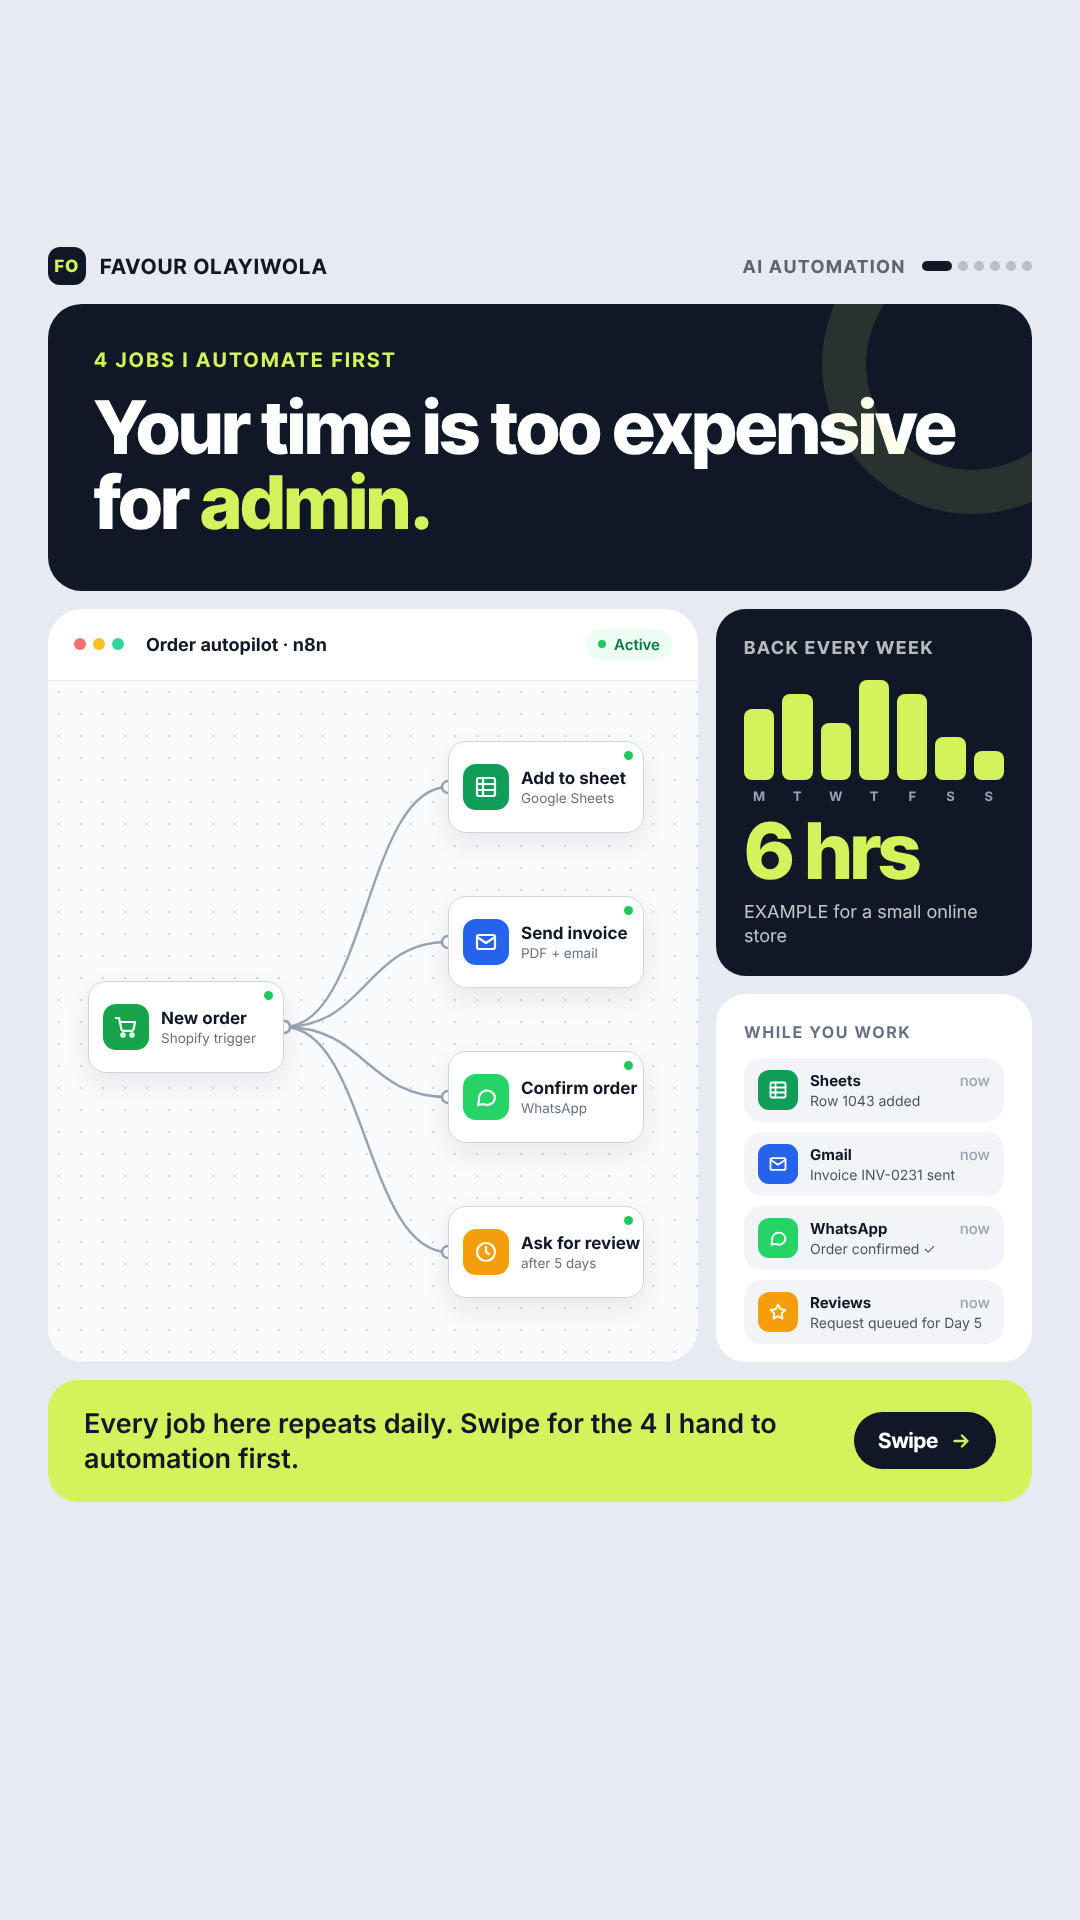 FO FAVOUR OLAYIWOLA
AI AUTOMATION
4 JOBS I AUTOMATE FIRST
Your time is too expensive
for admin.
Order autopilot · n8n
Active
Add to sheet
Google Sheets
Send invoice
PDF + email
New order
Shopify trigger
Confirm order
WhatsApp
Ask for review
after 5 days
BACK EVERY WEEK
M T W T F S S
6 hrs
EXAMPLE for a small online
store
WHILE YOU WORK
Sheets now
Row 1043 added
Gmail now
Invoice INV-0231 sent
WhatsApp now
Order confirmed ✓
Reviews now
Request queued for Day 5
Every job here repeats daily. Swipe for the 4 I hand to
automation first.
Swipe →